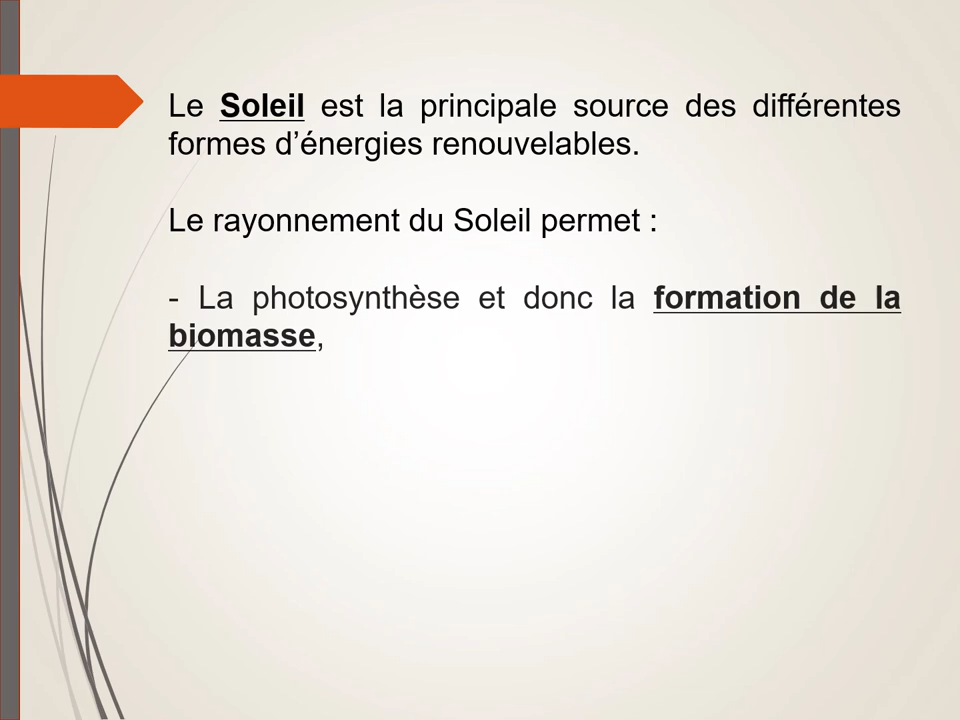 Le Soleil est la principale source des différentes
formes d’énergies renouvelables.
Le rayonnement du Soleil permet :
- La photosynthèse et donc la formation de la
biomasse,